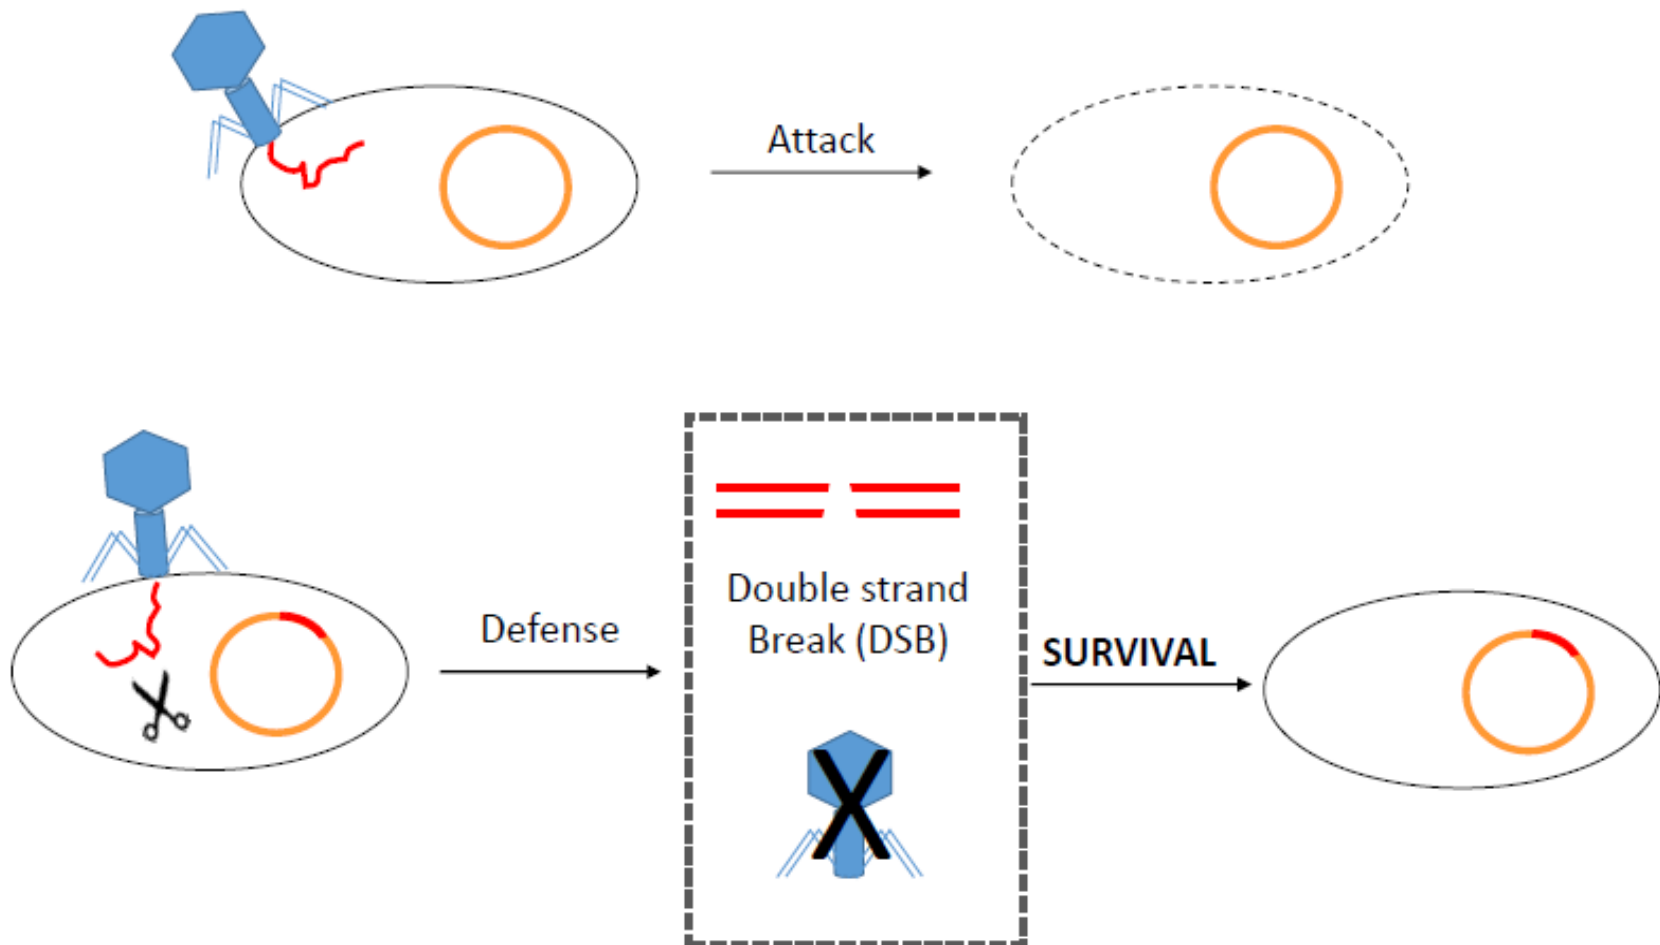 Attack
Defense
Double strand
Break (DSB)
SURVIVAL